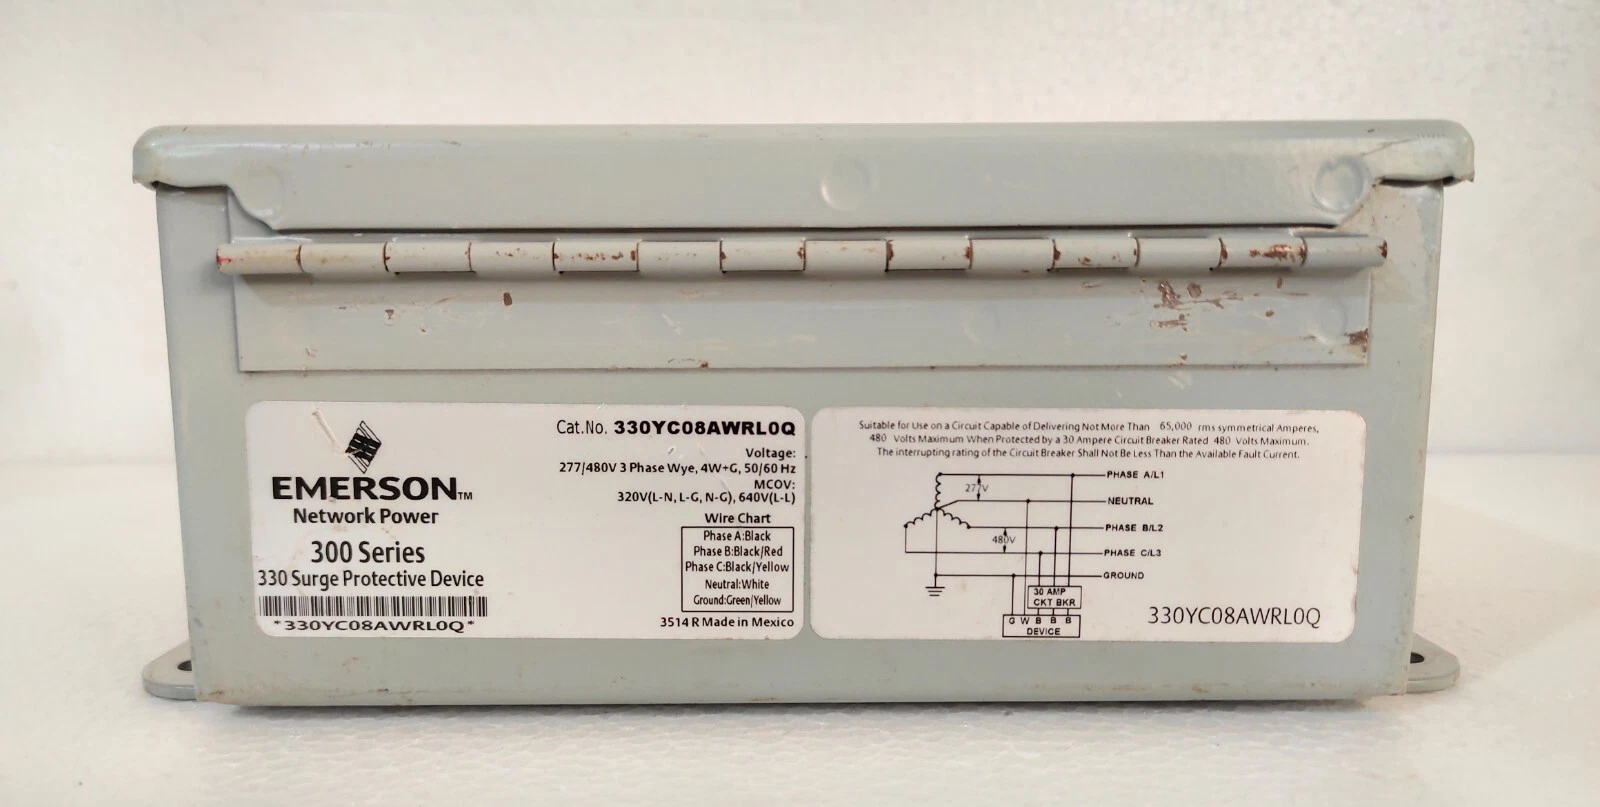 EMERSON™
Network Power
300 Series
330 Surge Protective Device
*330YC08AWRL0Q*
Cat.No. 330YC08AWRL0Q
Voltage:
277/480V 3 Phase Wye, 4W+G, 50/60 Hz
MCOV:
320V(L-N, L-G, N-G), 640V(L-L)
Wire Chart
Phase A:Black
Phase B:Black/Red
Phase C:Black/Yellow
Neutral:White
Ground:Green/Yellow
3514 R Made in Mexico
Suitable for Use on a Circuit Capable of Delivering Not More Than 65,000 rms symmetrical Amperes,
480 Volts Maximum When Protected by a 30 Ampere Circuit Breaker Rated 480 Volts Maximum.
The interrupting rating of the Circuit Breaker Shall Not Be Less Than the Available Fault Current.
PHASE A/L1
277V
NEUTRAL
PHASE B/L2
480V
PHASE C/L3
GROUND
30 AMP
CKT BKR
G W B B B
DEVICE
330YC08AWRL0Q